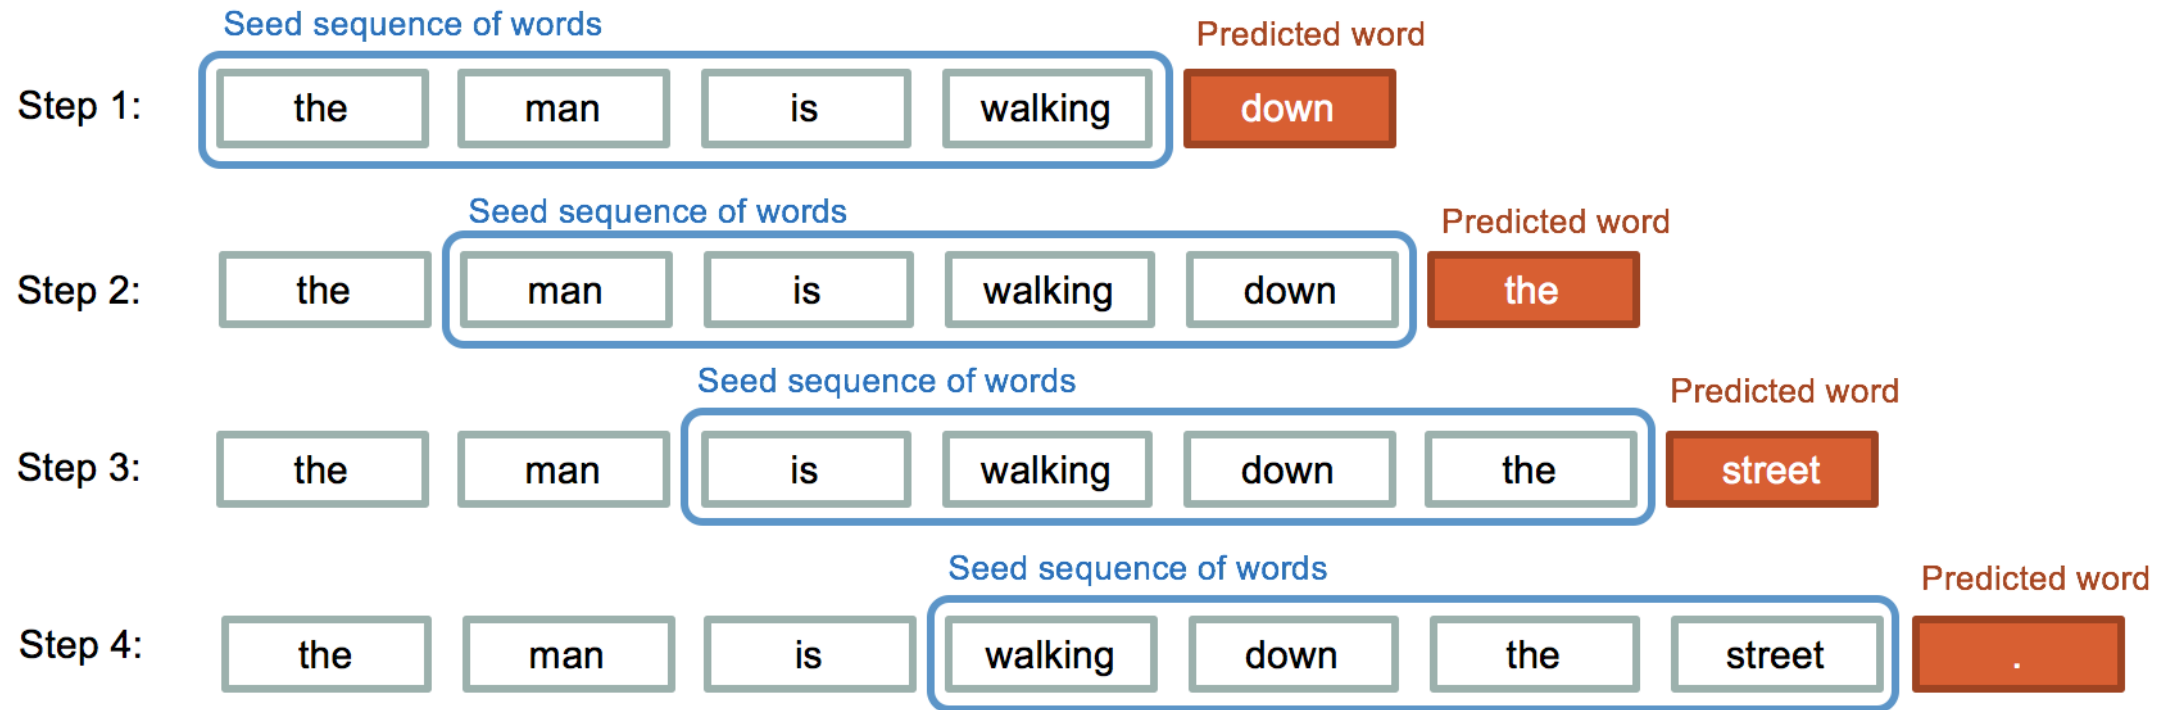 Seed sequence of words Predicted word
Step 1: the man is walking down
Seed sequence of words Predicted word
Step 2: the man is walking down the
Seed sequence of words Predicted word
Step 3: the man is walking down the street
Seed sequence of words Predicted word
Step 4: the man is walking down the street .